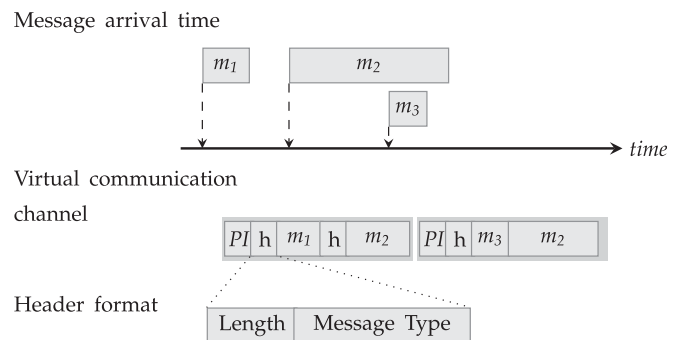 Message arrival time
m1
m2
m3
time
Virtual communication
channel
PI h m1 h m2 PI h m3 m2
Header format
Length Message Type